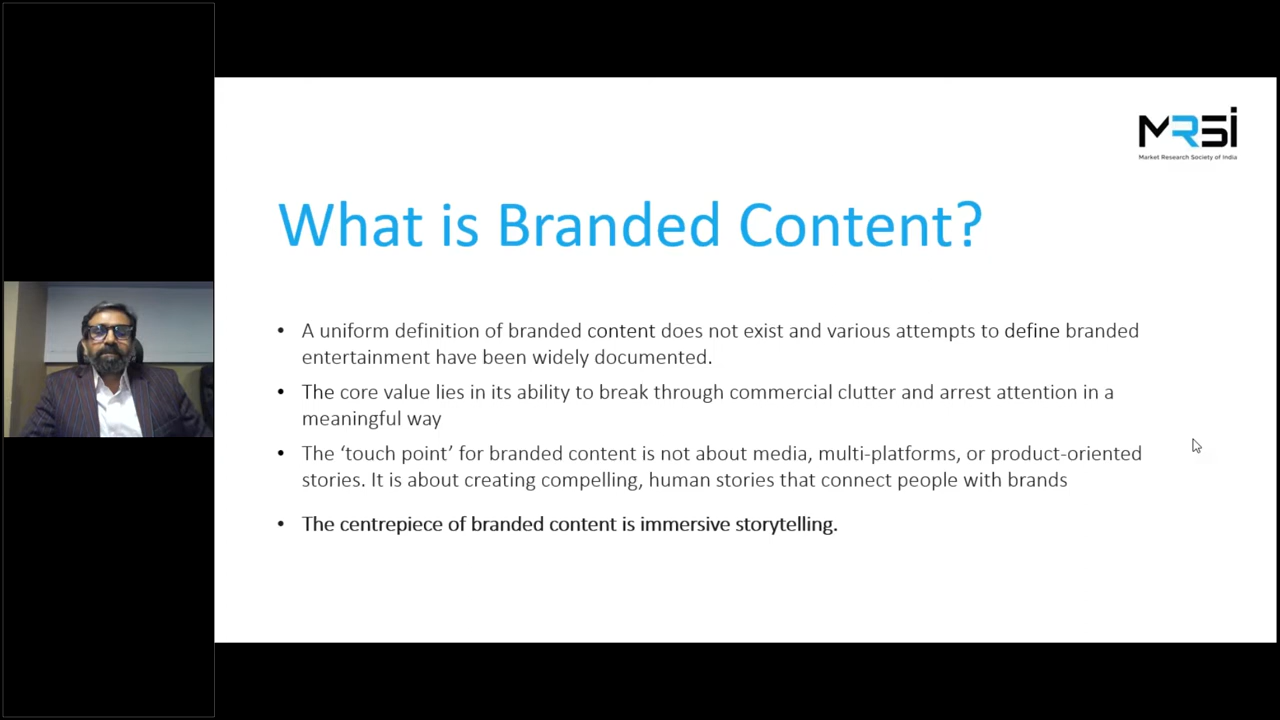 MRSi
Market Research Society of India
What is Branded Content?
• A uniform definition of branded content does not exist and various attempts to define branded
entertainment have been widely documented.
• The core value lies in its ability to break through commercial clutter and arrest attention in a
meaningful way
• The ‘touch point’ for branded content is not about media, multi-platforms, or product-oriented
stories. It is about creating compelling, human stories that connect people with brands
• The centrepiece of branded content is immersive storytelling.